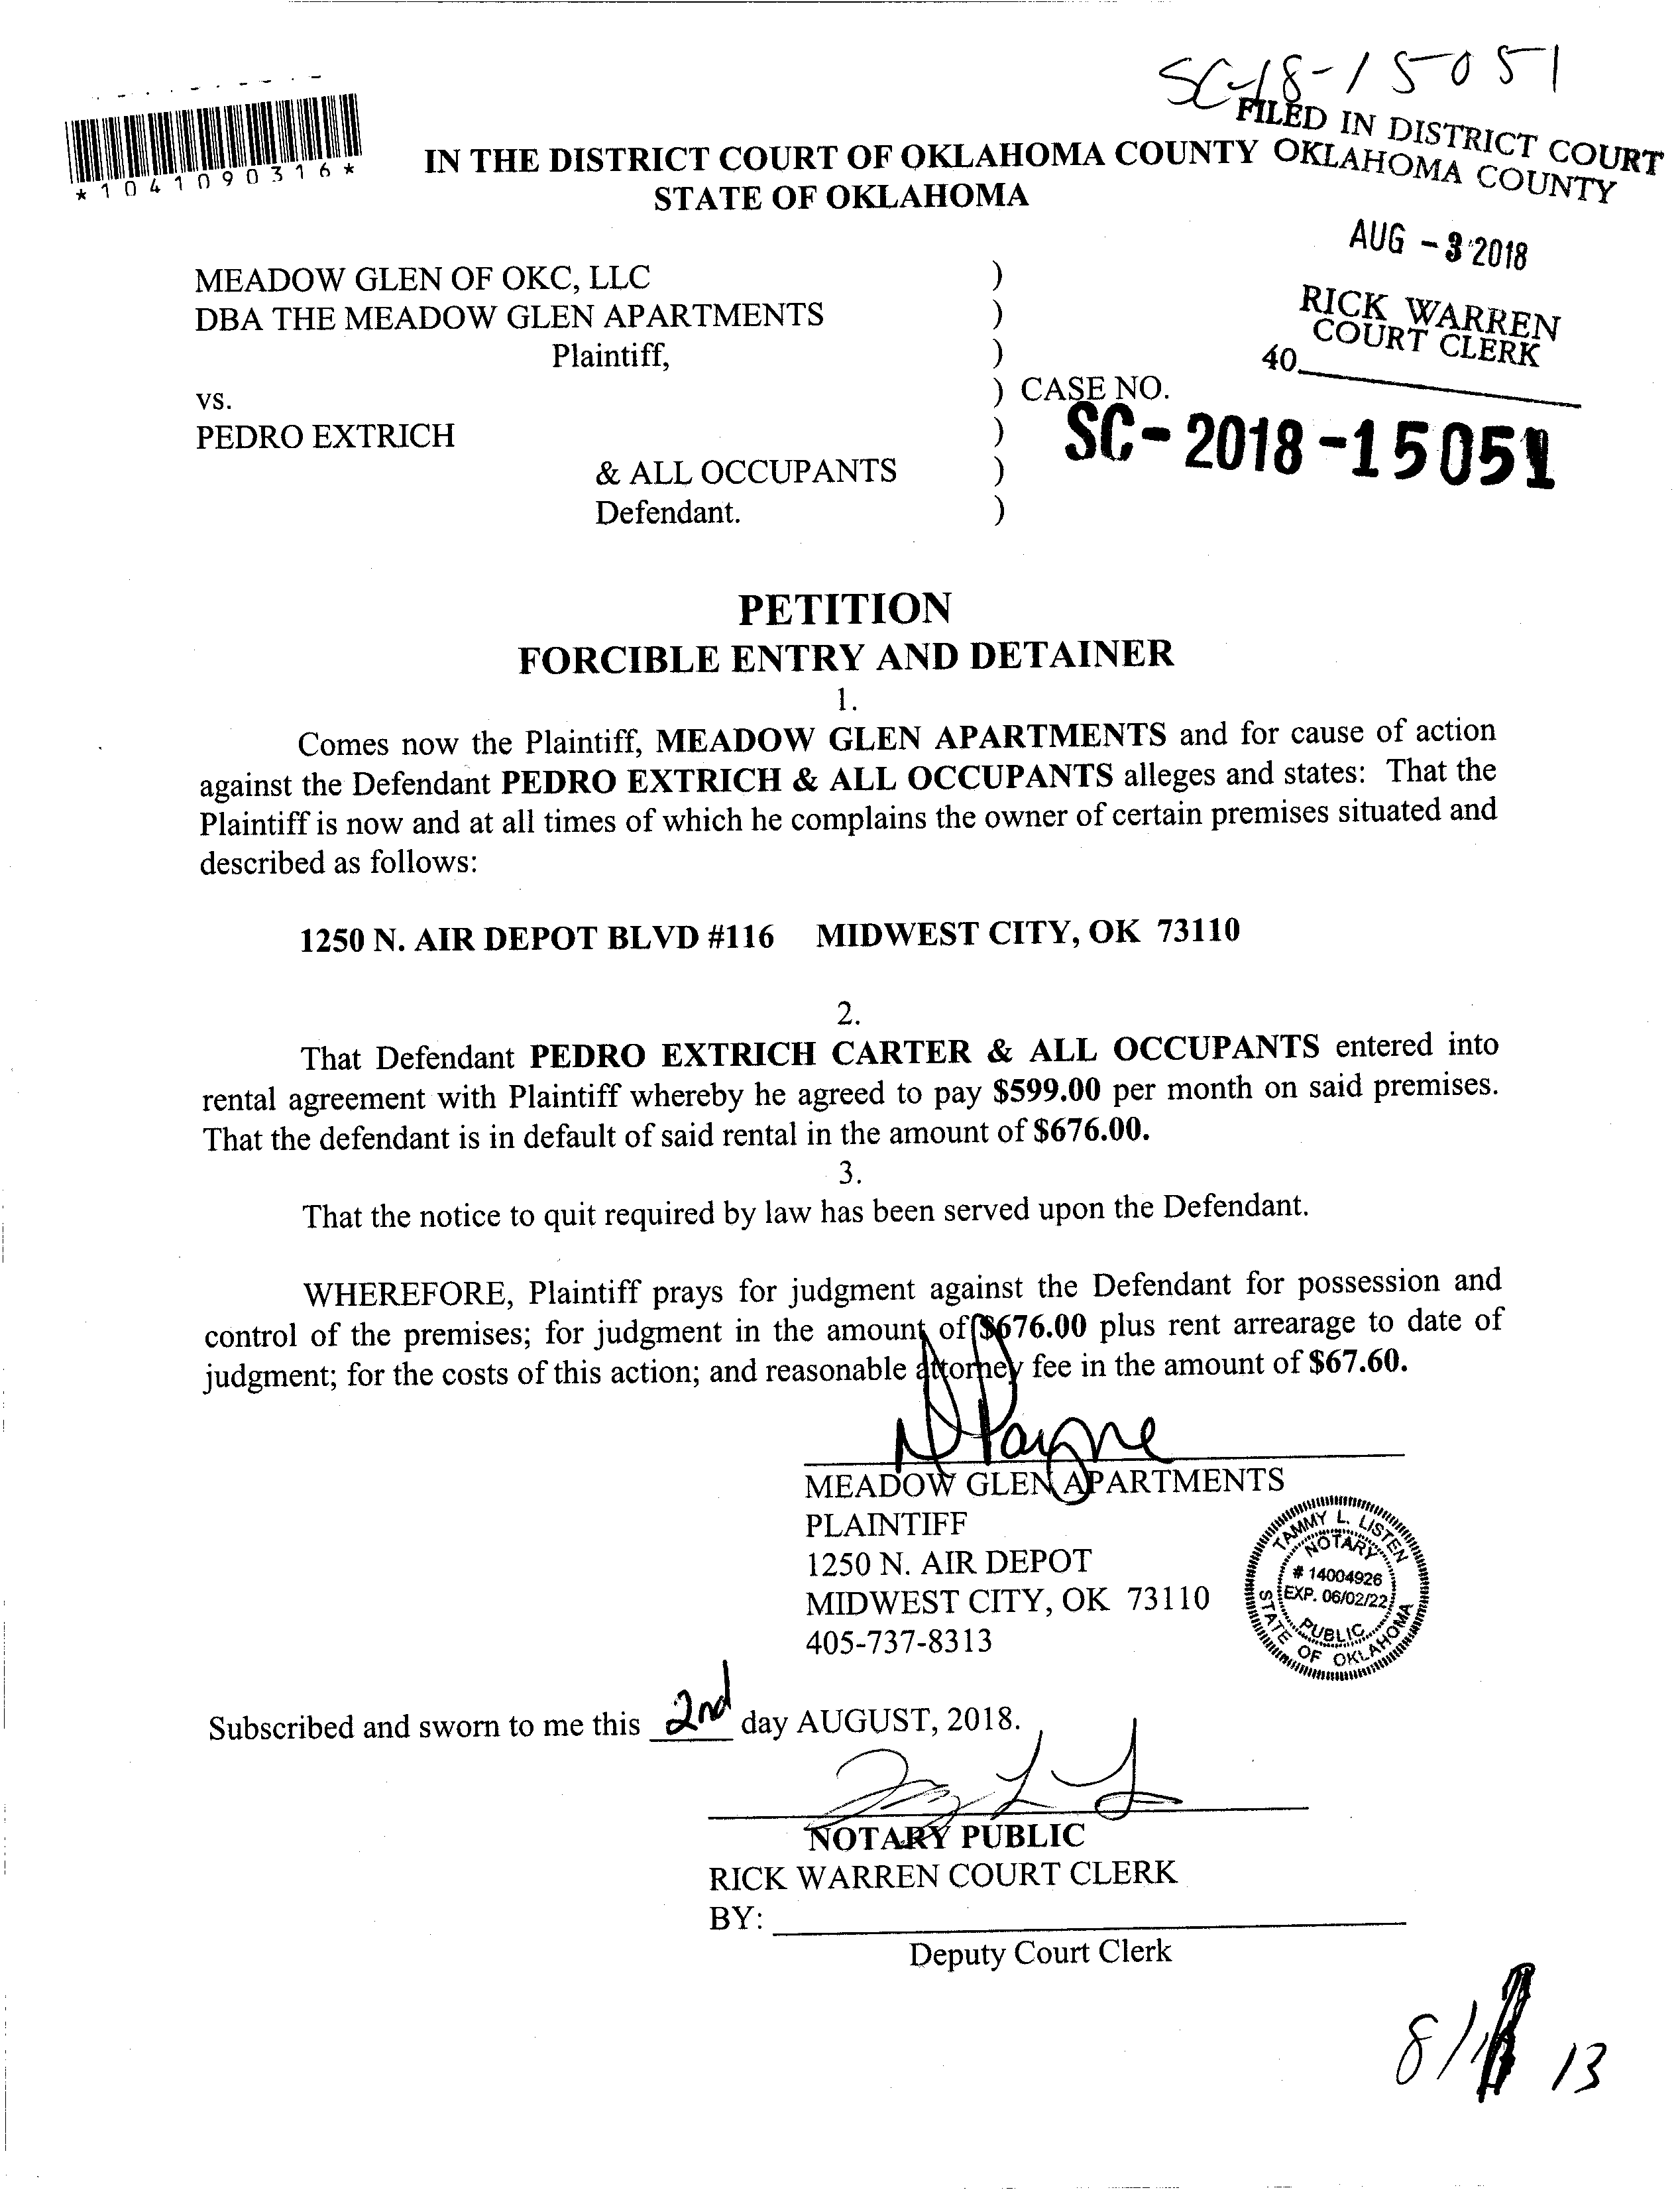 SC-18-15051
FILED IN DISTRICT COURT
OKLAHOMA COUNTY
*1041090316*
IN THE DISTRICT COURT OF OKLAHOMA COUNTY
STATE OF OKLAHOMA
AUG - 3 2018
RICK WARREN
COURT CLERK
40
MEADOW GLEN OF OKC, LLC )
DBA THE MEADOW GLEN APARTMENTS )
Plaintiff, )
) CASE NO.
vs.
SC-2018-15051
PEDRO EXTRICH )
& ALL OCCUPANTS )
Defendant. )
PETITION
FORCIBLE ENTRY AND DETAINER
1.
Comes now the Plaintiff, MEADOW GLEN APARTMENTS and for cause of action
against the Defendant PEDRO EXTRICH & ALL OCCUPANTS alleges and states: That the
Plaintiff is now and at all times of which he complains the owner of certain premises situated and
described as follows:
1250 N. AIR DEPOT BLVD #116 MIDWEST CITY, OK 73110
2.
That Defendant PEDRO EXTRICH CARTER & ALL OCCUPANTS entered into
rental agreement with Plaintiff whereby he agreed to pay $599.00 per month on said premises.
That the defendant is in default of said rental in the amount of $676.00.
3.
That the notice to quit required by law has been served upon the Defendant.
WHEREFORE, Plaintiff prays for judgment against the Defendant for possession and
control of the premises; for judgment in the amount of $676.00 plus rent arrearage to date of
judgment; for the costs of this action; and reasonable attorney fee in the amount of $67.60.
Payne
MEADOW GLEN APARTMENTS
PLAINTIFF
1250 N. AIR DEPOT
MIDWEST CITY, OK 73110
405-737-8313
TAMMY L. LISTEN
NOTARY
# 14004926
EXP. 06/02/22
PUBLIC
STATE OF OKLAHOMA
Subscribed and sworn to me this 2nd day AUGUST, 2018.
NOTARY PUBLIC
RICK WARREN COURT CLERK
BY:
Deputy Court Clerk
8/ 13